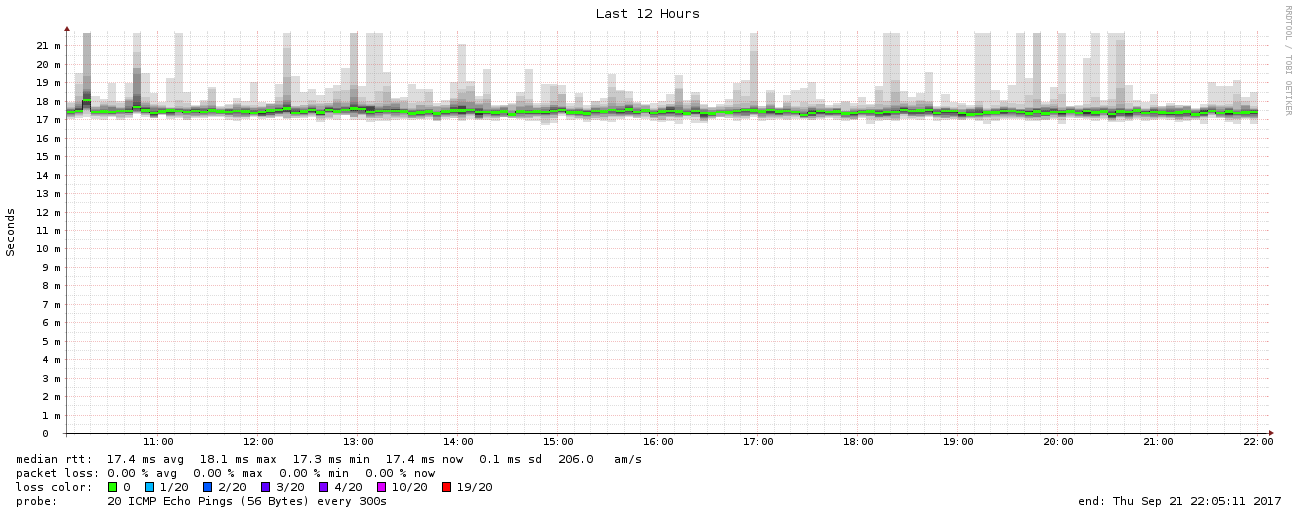 Last 12 Hours
RRDTOOL / TOBI OETIKER
21 m
20 m
19 m
18 m
17 m
16 m
15 m
14 m
13 m
12 m
11 m
10 m
9 m
8 m
7 m
6 m
5 m
4 m
3 m
2 m
1 m
0
Seconds
11:00 12:00 13:00 14:00 15:00 16:00 17:00 18:00 19:00 20:00 21:00 22:00
median rtt: 17.4 ms avg 18.1 ms max 17.3 ms min 17.4 ms now 0.1 ms sd 206.0 am/s
packet loss: 0.00 % avg 0.00 % max 0.00 % min 0.00 % now
loss color: 0 1/20 2/20 3/20 4/20 10/20 19/20
probe: 20 ICMP Echo Pings (56 Bytes) every 300s end: Thu Sep 21 22:05:11 2017